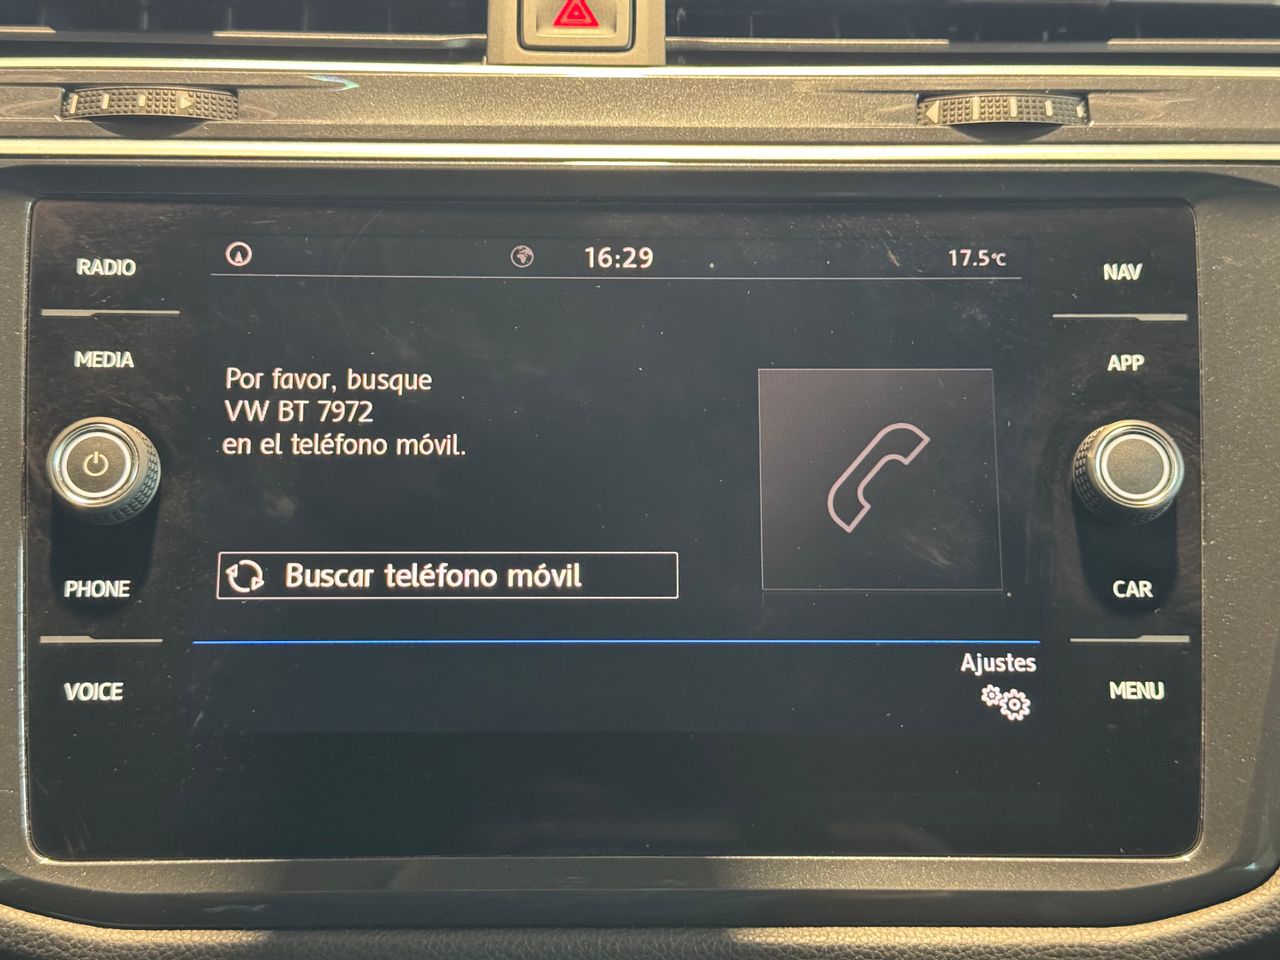 RADIO
MEDIA
PHONE
VOICE
16:29
17.5°C
Por favor, busque
VW BT 7972
en el teléfono móvil.
Buscar teléfono móvil
Ajustes
NAV
APP
CAR
MENU